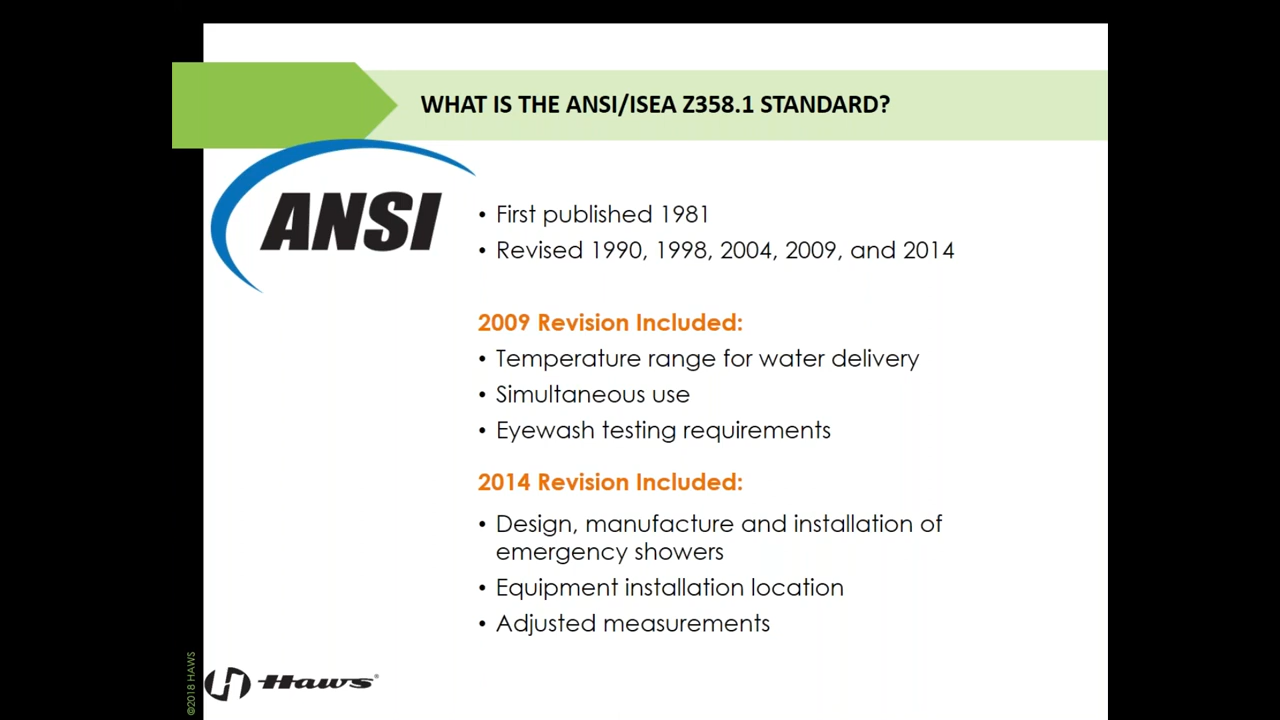 WHAT IS THE ANSI/ISEA Z358.1 STANDARD?
ANSI
• First published 1981
• Revised 1990, 1998, 2004, 2009, and 2014
2009 Revision Included:
• Temperature range for water delivery
• Simultaneous use
• Eyewash testing requirements
2014 Revision Included:
• Design, manufacture and installation of
emergency showers
• Equipment installation location
• Adjusted measurements
©2018 HAWS
Haws®